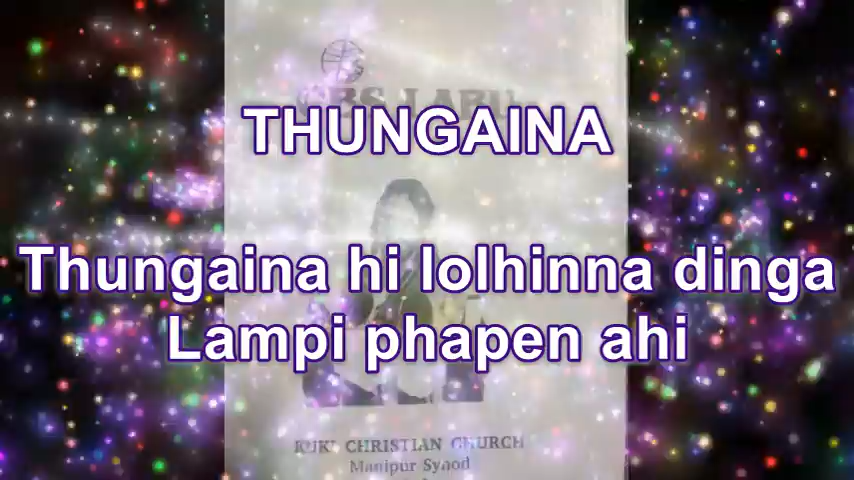 THUNGAINA
Thungaina hi lolhinna dinga
Lampi phapen ahi
KUKI CHRISTIAN CHURCH
Manipur Synod